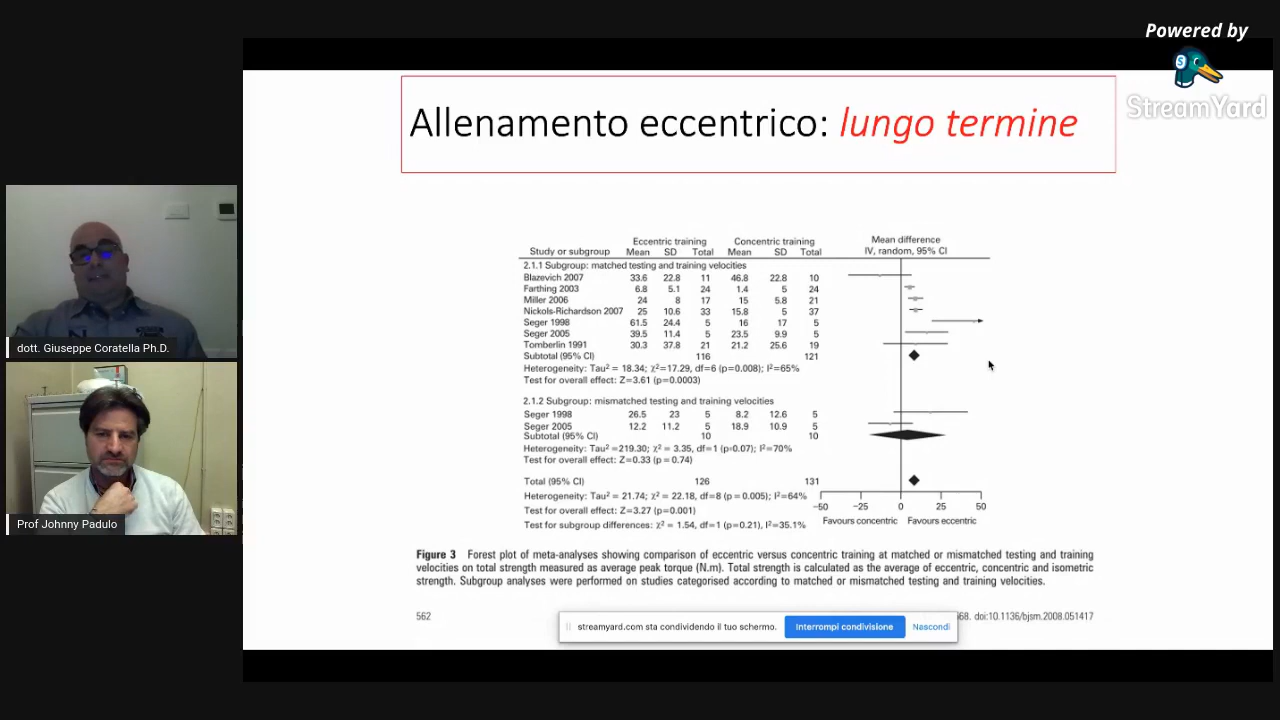 Powered by
StreamYard
Allenamento eccentrico: lungo termine
Eccentric training Concentric training Mean difference
Study or subgroup Mean SD Total Mean SD Total IV, random, 95% CI
2.1.1 Subgroup: matched testing and training velocities
Blazevich 2007 33.6 22.8 11 46.8 22.8 10
Farthing 2003 6.8 5.1 24 1.4 5 24
Miller 2006 24 8 17 15 5.8 21
Nickols-Richardson 2007 25 10.6 33 15.8 5 37
Seger 1998 61.5 24.4 5 16 17 5
Seger 2005 39.5 11.4 5 23.5 9.9 5
Tomberlin 1991 30.3 37.8 21 21.2 25.6 19
Subtotal (95% CI) 116 121
Heterogeneity: Tau² = 18.34; χ²=17.29, df=6 (p=0.008); I²=65%
Test for overall effect: Z=3.61 (p=0.0003)
2.1.2 Subgroup: mismatched testing and training velocities
Seger 1998 26.5 23 5 8.2 12.6 5
Seger 2005 12.2 11.2 5 18.9 10.9 5
Subtotal (95% CI) 10 10
Heterogeneity: Tau² =219.30; χ² = 3.35, df=1 (p=0.07); I²=70%
Test for overall effect: Z=0.33 (p = 0.74)
Total (95% CI) 126 131
Heterogeneity: Tau² = 21.74; χ² = 22.18, df=8 (p = 0.005); I²=64%
Test for overall effect: Z=3.27 (p=0.001)
Test for subgroup differences: χ² = 1.54, df=1 (p=0.21), I²=35.1%
−50 −25 0 25 50
Favours concentric Favours eccentric
Figure 3 Forest plot of meta-analyses showing comparison of eccentric versus concentric training at matched or mismatched testing and training
velocities on total strength measured as average peak torque (N.m). Total strength is calculated as the average of eccentric, concentric and isometric
strength. Subgroup analyses were performed on studies categorised according to matched or mismatched testing and training velocities.
562 68. doi:10.1136/bjsm.2008.051417
streamyard.com sta condividendo il tuo schermo. Interrompi condivisione Nascondi
dott. Giuseppe Coratella Ph.D.
Prof Johnny Padulo